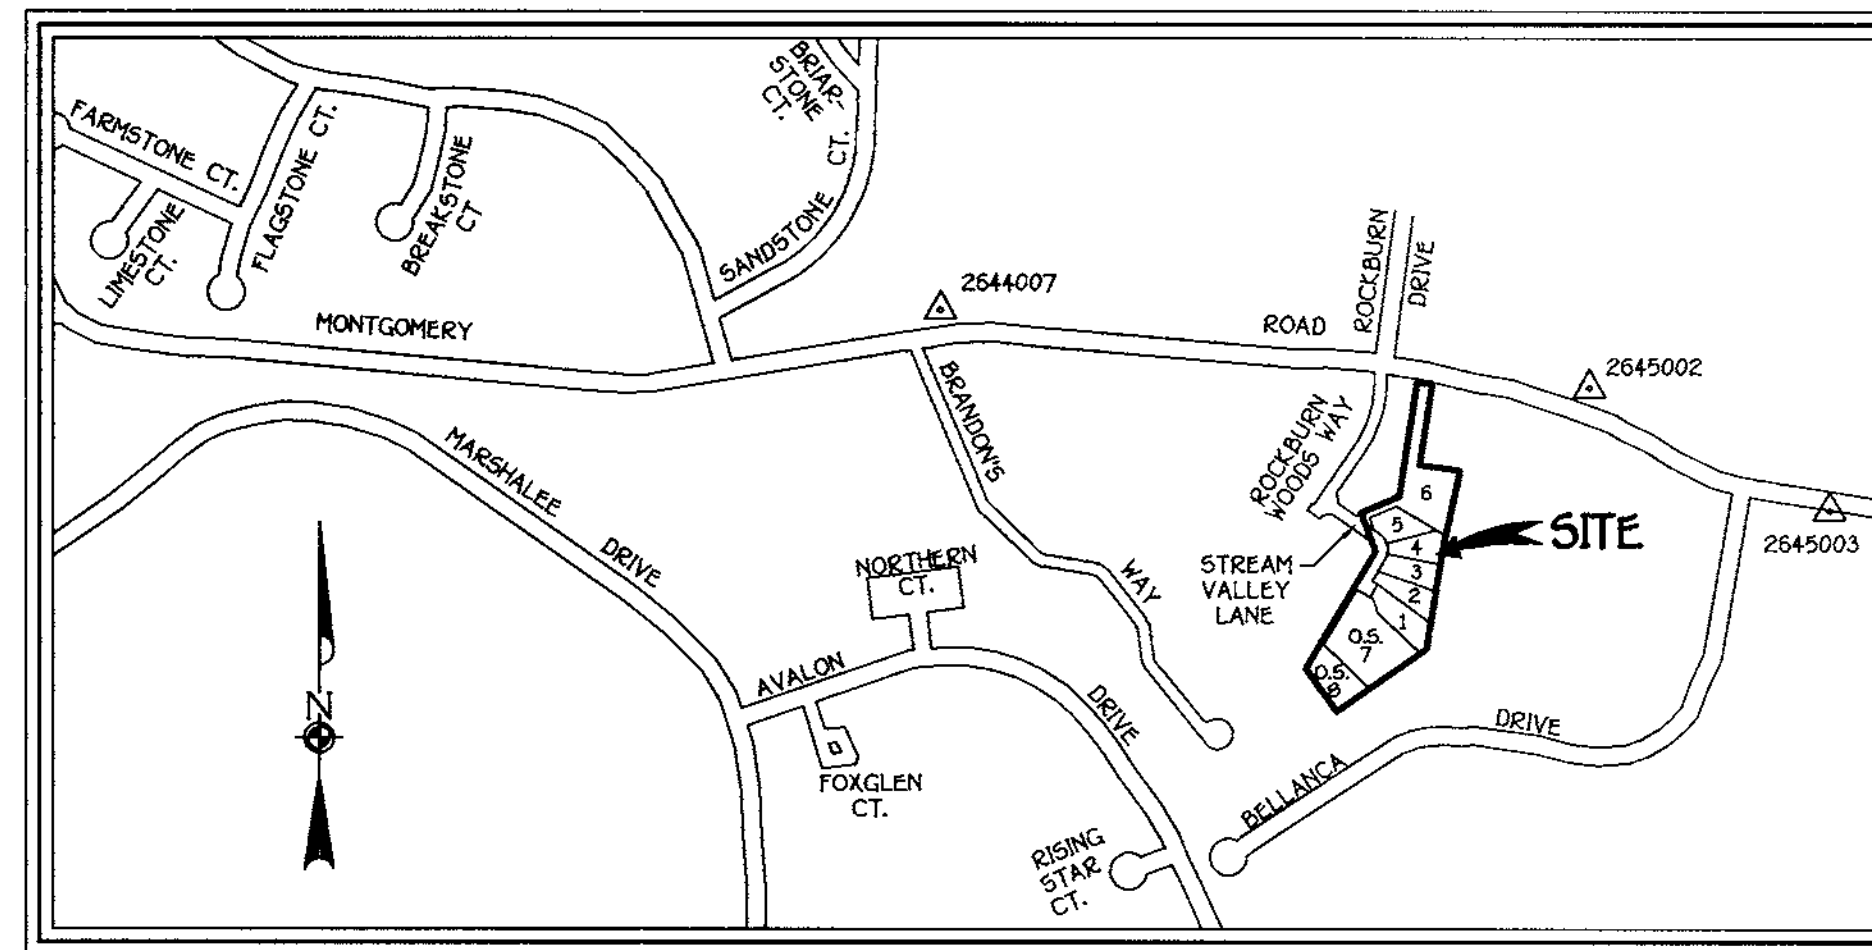 BRIAR-
STONE
CT.
FARMSTONE CT.
FLAGSTONE CT.
BREAKSTONE
CT
LIMESTONE
CT.
SANDSTONE CT.
MONTGOMERY
ROAD
2644007
ROCKBURN
DRIVE
2645002
2645003
BRANDON'S
WAY
ROCKBURN
WOODS WAY
MARSHALEE
DRIVE
6
5
4
3
2
1
O.S.
7
O.S.
8
SITE
STREAM
VALLEY
LANE
NORTHERN
CT.
AVALON
DRIVE
FOXGLEN
CT.
BELLANCA
DRIVE
RISING
STAR
CT.
N